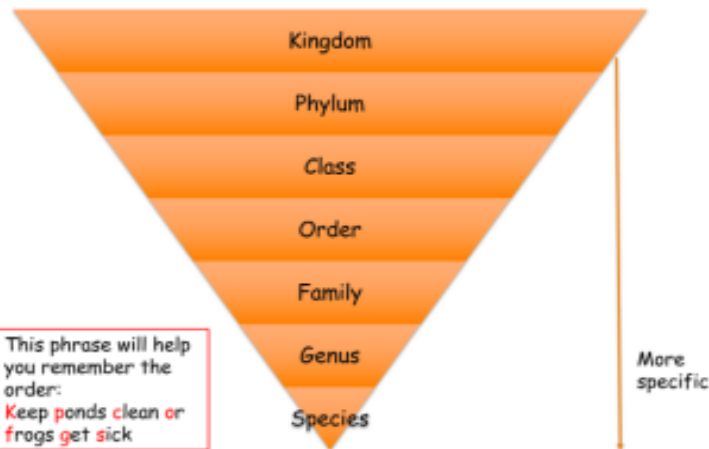 Kingdom
Phylum
Class
Order
Family
Genus
Species
This phrase will help
you remember the
order:
Keep ponds clean or
frogs get sick
More
specific